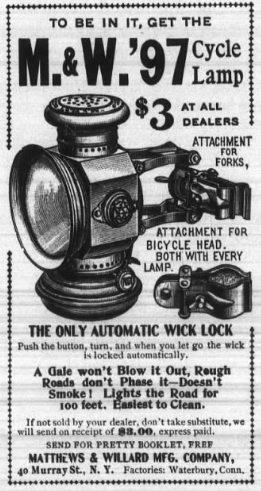 TO BE IN IT, GET THE
M. & W. '97 Cycle Lamp
$3 AT ALL DEALERS
ATTACHMENT
FOR
FORKS,
ATTACHMENT FOR
BICYCLE HEAD.
BOTH WITH EVERY
LAMP.
THE ONLY AUTOMATIC WICK LOCK
Push the button, turn, and when you let go the wick
is locked automatically.
A Gale won't Blow it Out, Rough
Roads don't Phase it—Doesn't
Smoke! Lights the Road for
100 feet. Easiest to Clean.
If not sold by your dealer, don't take substitute, we
will send on receipt of $3.00, express paid.
SEND FOR PRETTY BOOKLET, FREE
MATTHEWS & WILLARD MFG. COMPANY,
40 Murray St., N. Y. Factories: Waterbury, Conn.